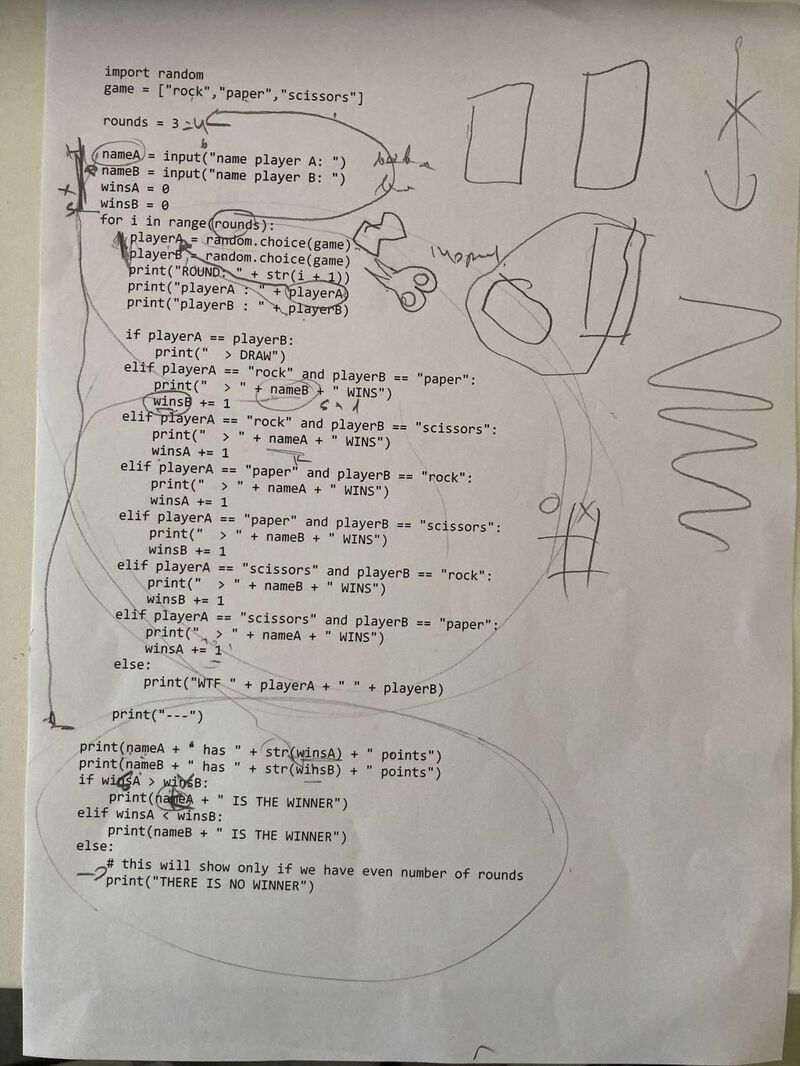 import random
game = ["rock","paper","scissors"]
rounds = 3
nameA = input("name player A: ")
nameB = input("name player B: ")
winsA = 0
winsB = 0
for i in range(rounds):
    playerA = random.choice(game)
    playerB = random.choice(game)
    print("ROUND: " + str(i + 1))
    print("playerA : " + playerA)
    print("playerB : " + playerB)
    if playerA == playerB:
        print("  > DRAW")
    elif playerA == "rock" and playerB == "paper":
        print("  > " + nameB + " WINS")
        winsB += 1
    elif playerA == "rock" and playerB == "scissors":
        print("  > " + nameA + " WINS")
        winsA += 1
    elif playerA == "paper" and playerB == "rock":
        print("  > " + nameA + " WINS")
        winsA += 1
    elif playerA == "paper" and playerB == "scissors":
        print("  > " + nameB + " WINS")
        winsB += 1
    elif playerA == "scissors" and playerB == "rock":
        print("  > " + nameB + " WINS")
        winsB += 1
    elif playerA == "scissors" and playerB == "paper":
        print("  > " + nameA + " WINS")
        winsA += 1
    else:
        print("WTF " + playerA + " " + playerB)
    print("---")
print(nameA + " has " + str(winsA) + " points")
print(nameB + " has " + str(winsB) + " points")
if winsA > winsB:
    print(nameA + " IS THE WINNER")
elif winsA < winsB:
    print(nameB + " IS THE WINNER")
else:
    # this will show only if we have even number of rounds
    print("THERE IS NO WINNER")